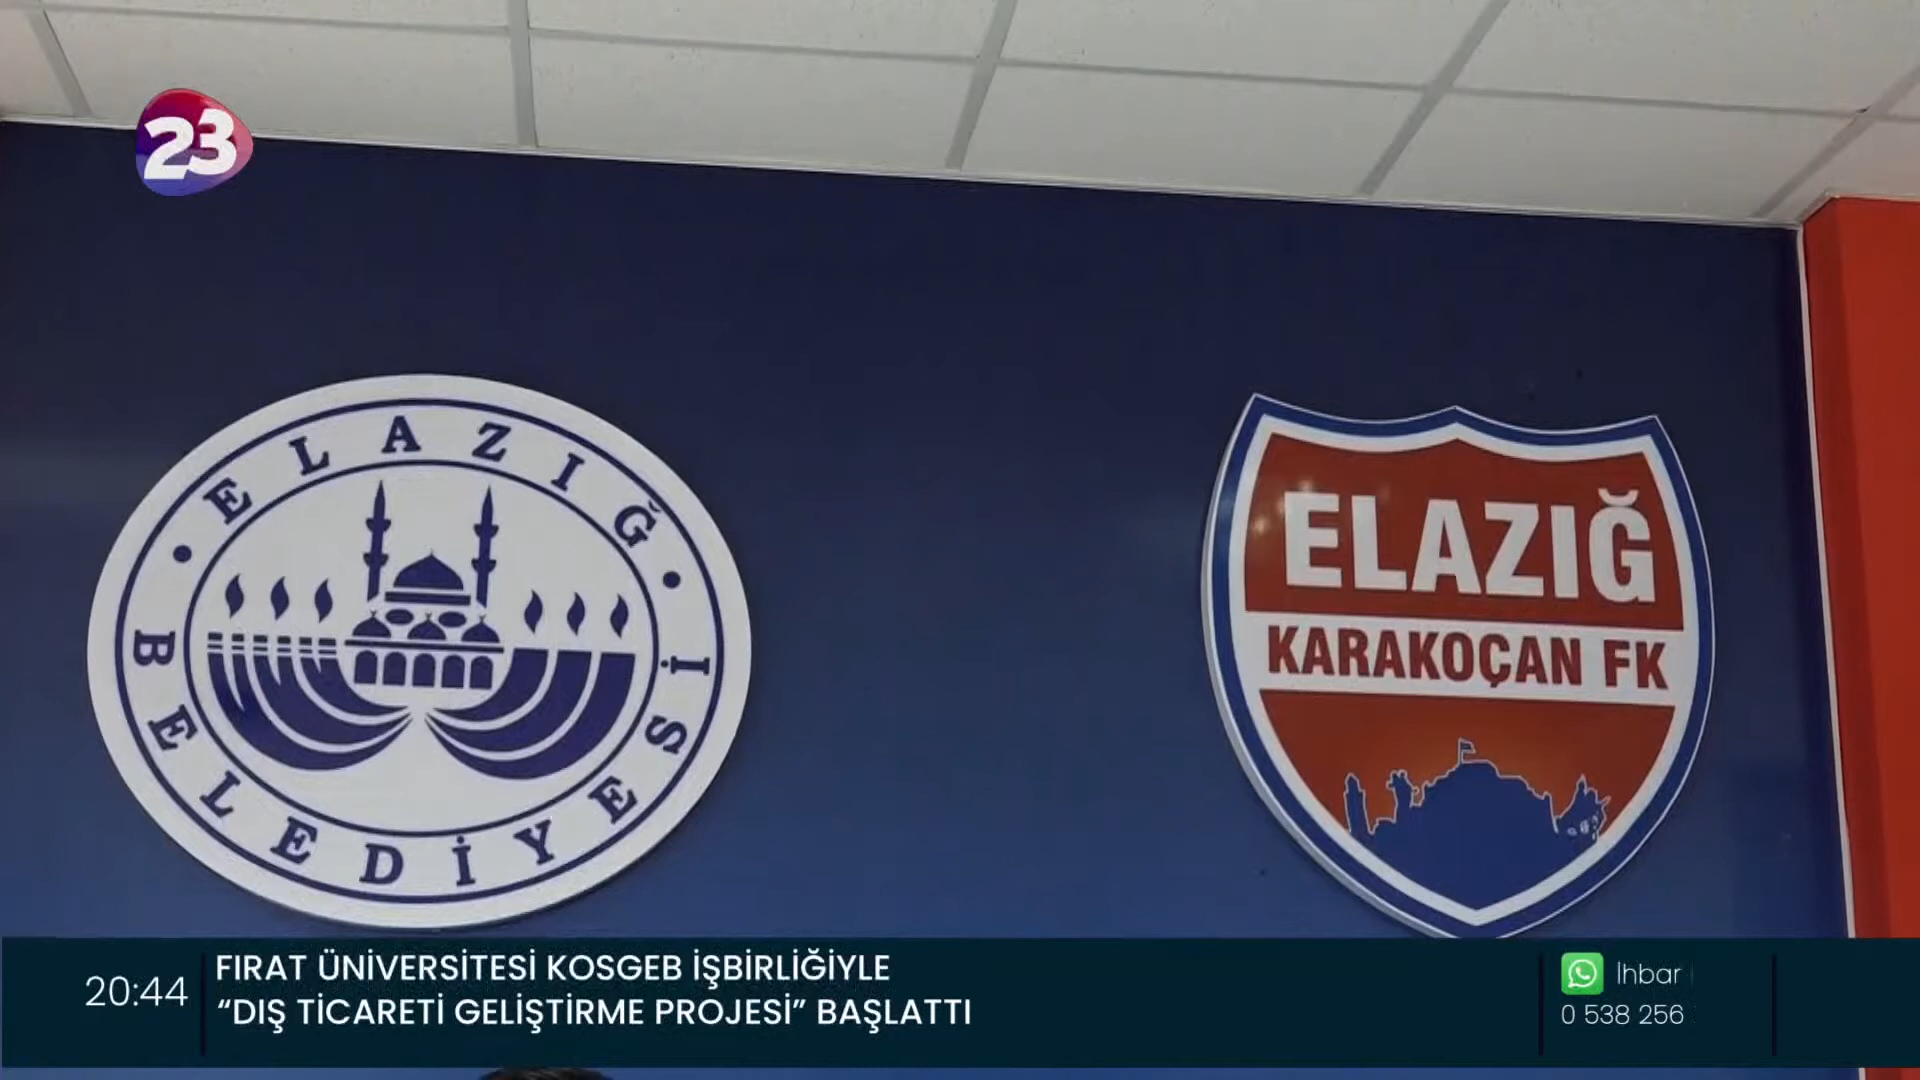 23
ELAZIĞ
BELEDİYESİ
ELAZIĞ
KARAKOÇAN FK
20:44
FIRAT ÜNİVERSİTESİ KOSGEB İŞBİRLİĞİYLE
“DIŞ TİCARETİ GELİŞTİRME PROJESİ” BAŞLATTI
İhbar
0 538 256